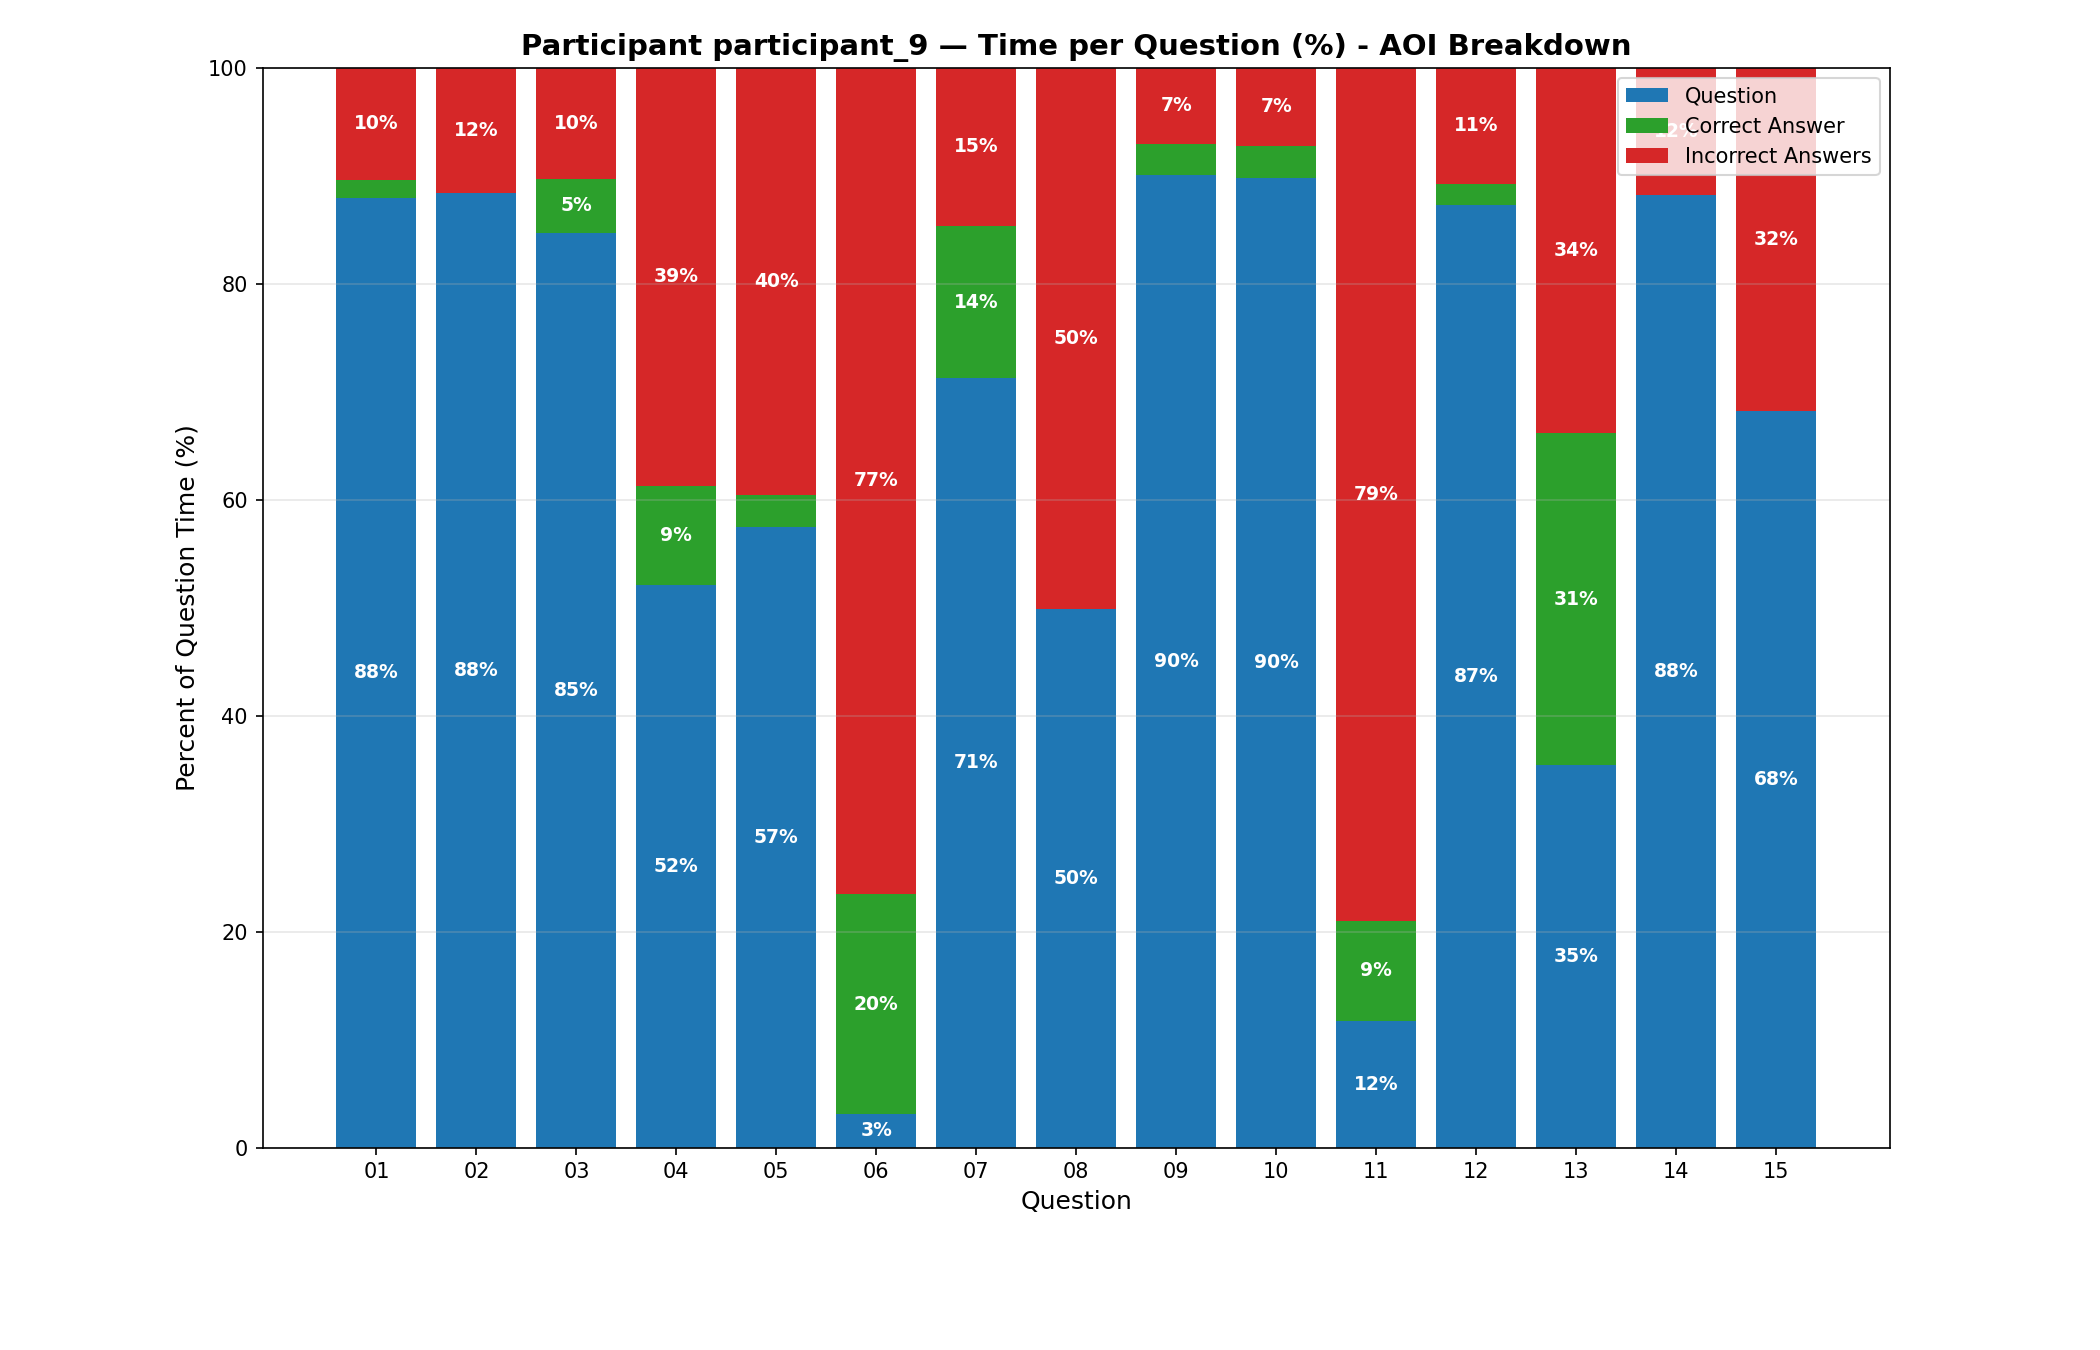 Participant participant_9 — Time per Question (%) - AOI Breakdown
Question
Correct Answer
Incorrect Answers
Percent of Question Time (%)
100
80
60
40
20
0
10% 12% 10% 39% 40% 77% 15% 50% 7% 7% 79% 11% 34% 12% 32%
5% 9% 20% 14% 9% 31%
88% 88% 85% 52% 57% 3% 71% 50% 90% 90% 12% 87% 35% 88% 68%
01 02 03 04 05 06 07 08 09 10 11 12 13 14 15
Question